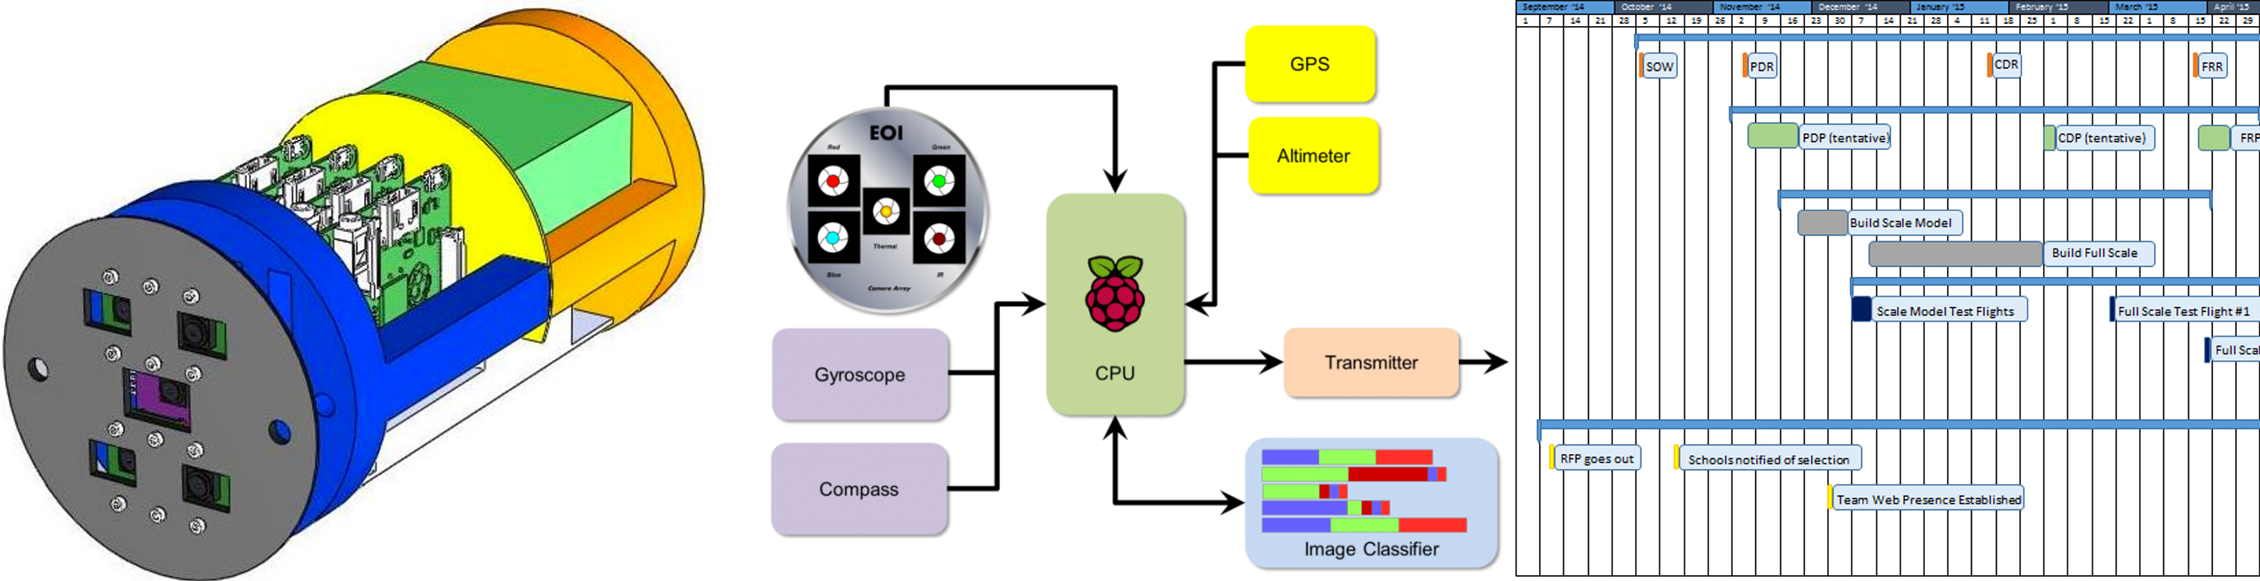 EOI
Red
Green
Thermal
Blue
IR
Camera Array
GPS
Altimeter
Gyroscope
Compass
CPU
Transmitter
Image Classifier
September '14 October '14 November '14 December '14 January '15 February '15 March '15 April '15
1 7 14 21 28 5 12 19 26 2 9 16 23 30 7 14 21 28 4 11 18 25 1 8 15 22 1 8 15 22 29
SOW PDR CDR FRR
PDP (tentative) CDP (tentative) FRP
Build Scale Model
Build Full Scale
Scale Model Test Flights Full Scale Test Flight #1
Full Scal
RFP goes out Schools notified of selection
Team Web Presence Established